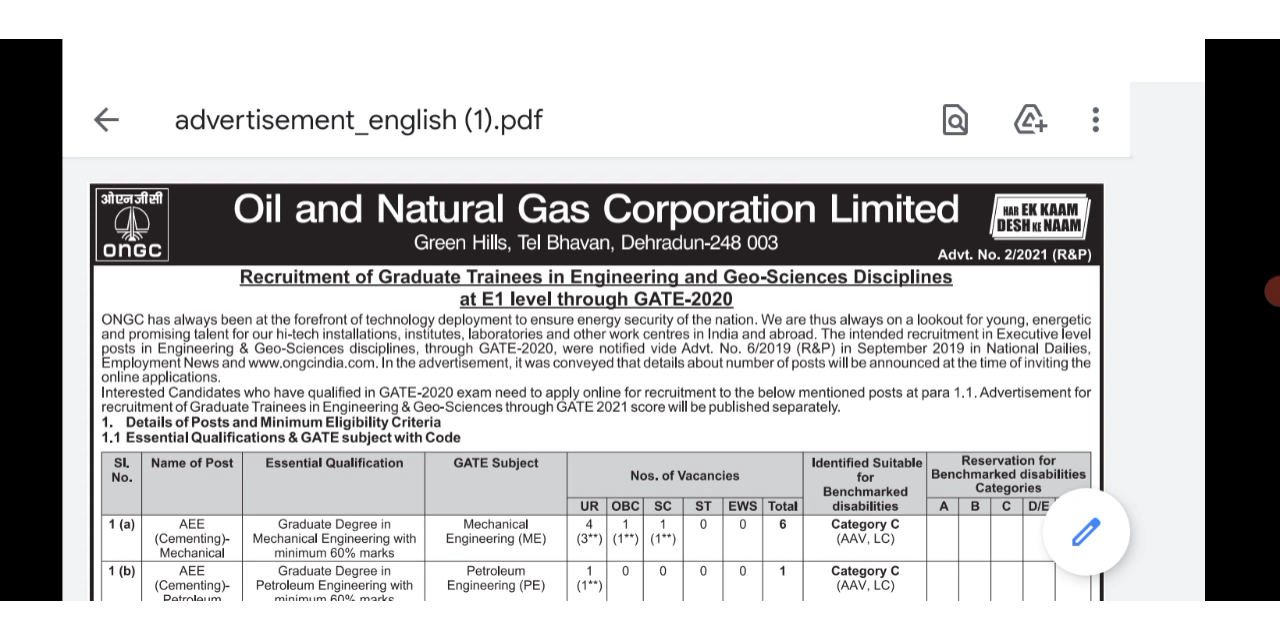 advertisement_english (1).pdf
ओएनजीसी
ONGC
Oil and Natural Gas Corporation Limited
Green Hills, Tel Bhavan, Dehradun-248 003
HAR EK KAAM
DESH KE NAAM
Advt. No. 2/2021 (R&P)
Recruitment of Graduate Trainees in Engineering and Geo-Sciences Disciplines
at E1 level through GATE-2020
ONGC has always been at the forefront of technology deployment to ensure energy security of the nation. We are thus always on a lookout for young, energetic
and promising talent for our hi-tech installations, institutes, laboratories and other work centres in India and abroad. The intended recruitment in Executive level
posts in Engineering & Geo-Sciences disciplines, through GATE-2020, were notified vide Advt. No. 6/2019 (R&P) in September 2019 in National Dailies,
Employment News and www.ongcindia.com. In the advertisement, it was conveyed that details about number of posts will be announced at the time of inviting the
online applications.
Interested Candidates who have qualified in GATE-2020 exam need to apply online for recruitment to the below mentioned posts at para 1.1. Advertisement for
recruitment of Graduate Trainees in Engineering & Geo-Sciences through GATE 2021 score will be published separately.
1. Details of Posts and Minimum Eligibility Criteria
1.1 Essential Qualifications & GATE subject with Code
Sl. Name of Post Essential Qualification GATE Subject Nos. of Vacancies Identified Suitable Reservation for
No. for Benchmarked disabilities
Benchmarked Categories
UR OBC SC ST EWS Total disabilities A B C D/E
1 (a) AEE Graduate Degree in Mechanical 4 1 1 0 0 6 Category C
(Cementing)- Mechanical Engineering with Engineering (ME) (3**) (1**) (1**) (AAV, LC)
Mechanical minimum 60% marks
1 (b) AEE Graduate Degree in Petroleum 1 0 0 0 0 1 Category C
(Cementing)- Petroleum Engineering with Engineering (PE) (1**) (AAV, LC)
Petroleum minimum 60% marks